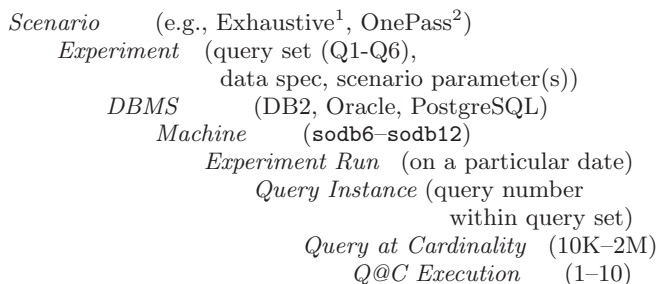 Scenario (e.g., Exhaustive¹, OnePass²)
Experiment (query set (Q1-Q6),
data spec, scenario parameter(s))
DBMS (DB2, Oracle, PostgreSQL)
Machine (sodb6–sodb12)
Experiment Run (on a particular date)
Query Instance (query number
within query set)
Query at Cardinality (10K–2M)
Q@C Execution (1–10)